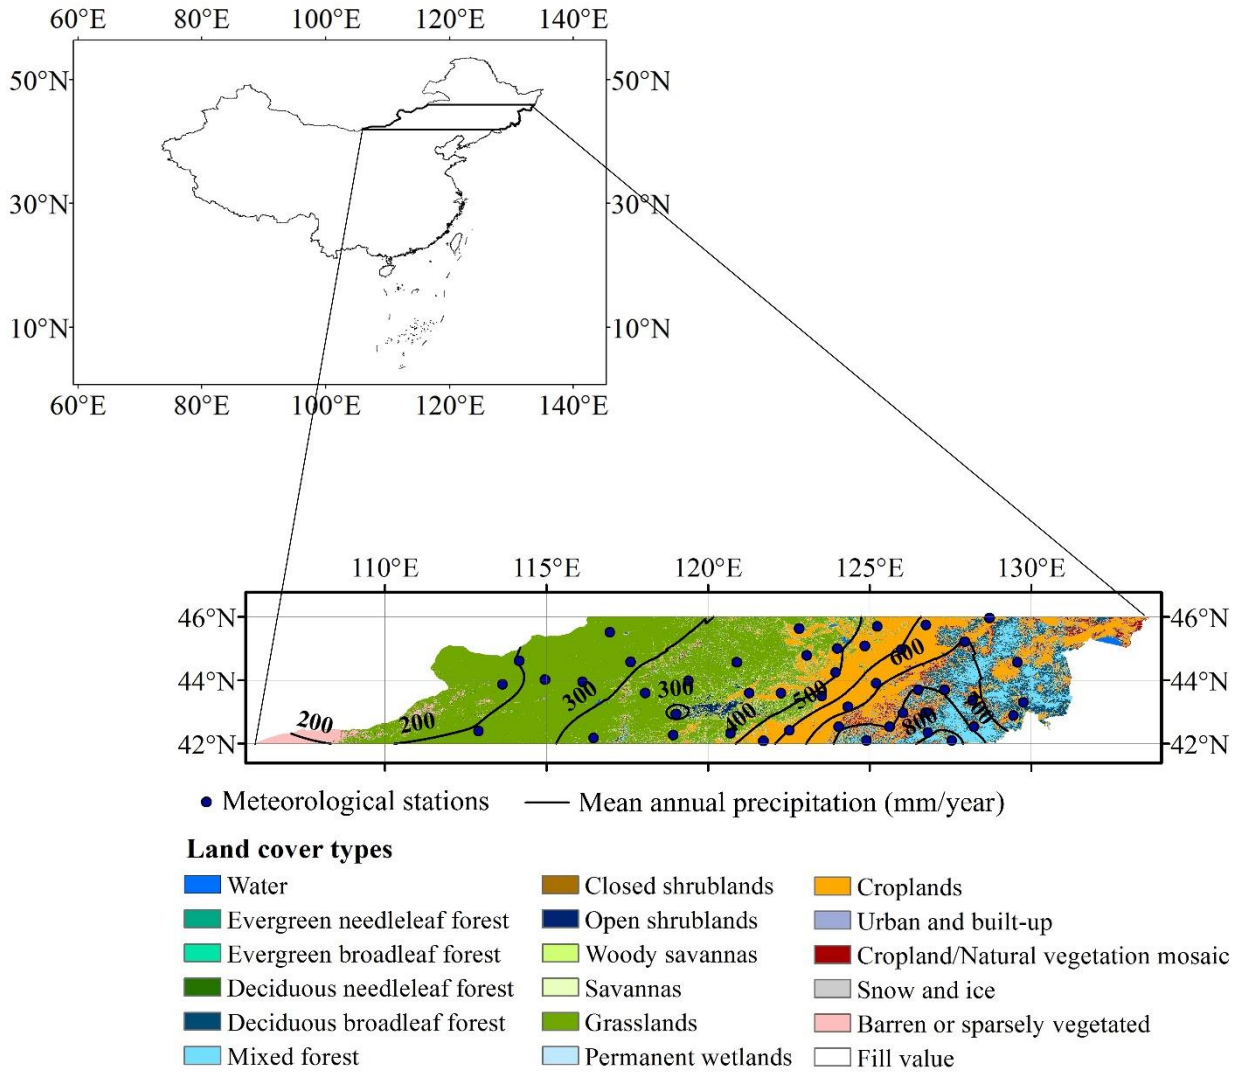 60°E 80°E 100°E 120°E 140°E
50°N 50°N
30°N 30°N
10°N 10°N
60°E 80°E 100°E 120°E 140°E
110°E 115°E 120°E 125°E 130°E
46°N 46°N
600
44°N 300 300 44°N
200 200 400 500 800 700
42°N 42°N
Meteorological stations Mean annual precipitation (mm/year)
Land cover types
Water Closed shrublands Croplands
Evergreen needleleaf forest Open shrublands Urban and built-up
Evergreen broadleaf forest Woody savannas Cropland/Natural vegetation mosaic
Deciduous needleleaf forest Savannas Snow and ice
Deciduous broadleaf forest Grasslands Barren or sparsely vegetated
Mixed forest Permanent wetlands Fill value